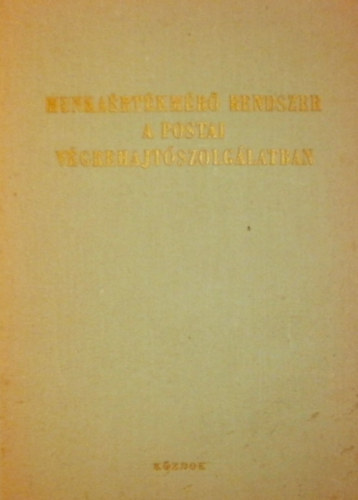 MUNKAÉRTÉKMÉRŐ RENDSZER
A POSTAI
VÉGREHAJTÓSZOLGÁLATBAN
KÖZDOK